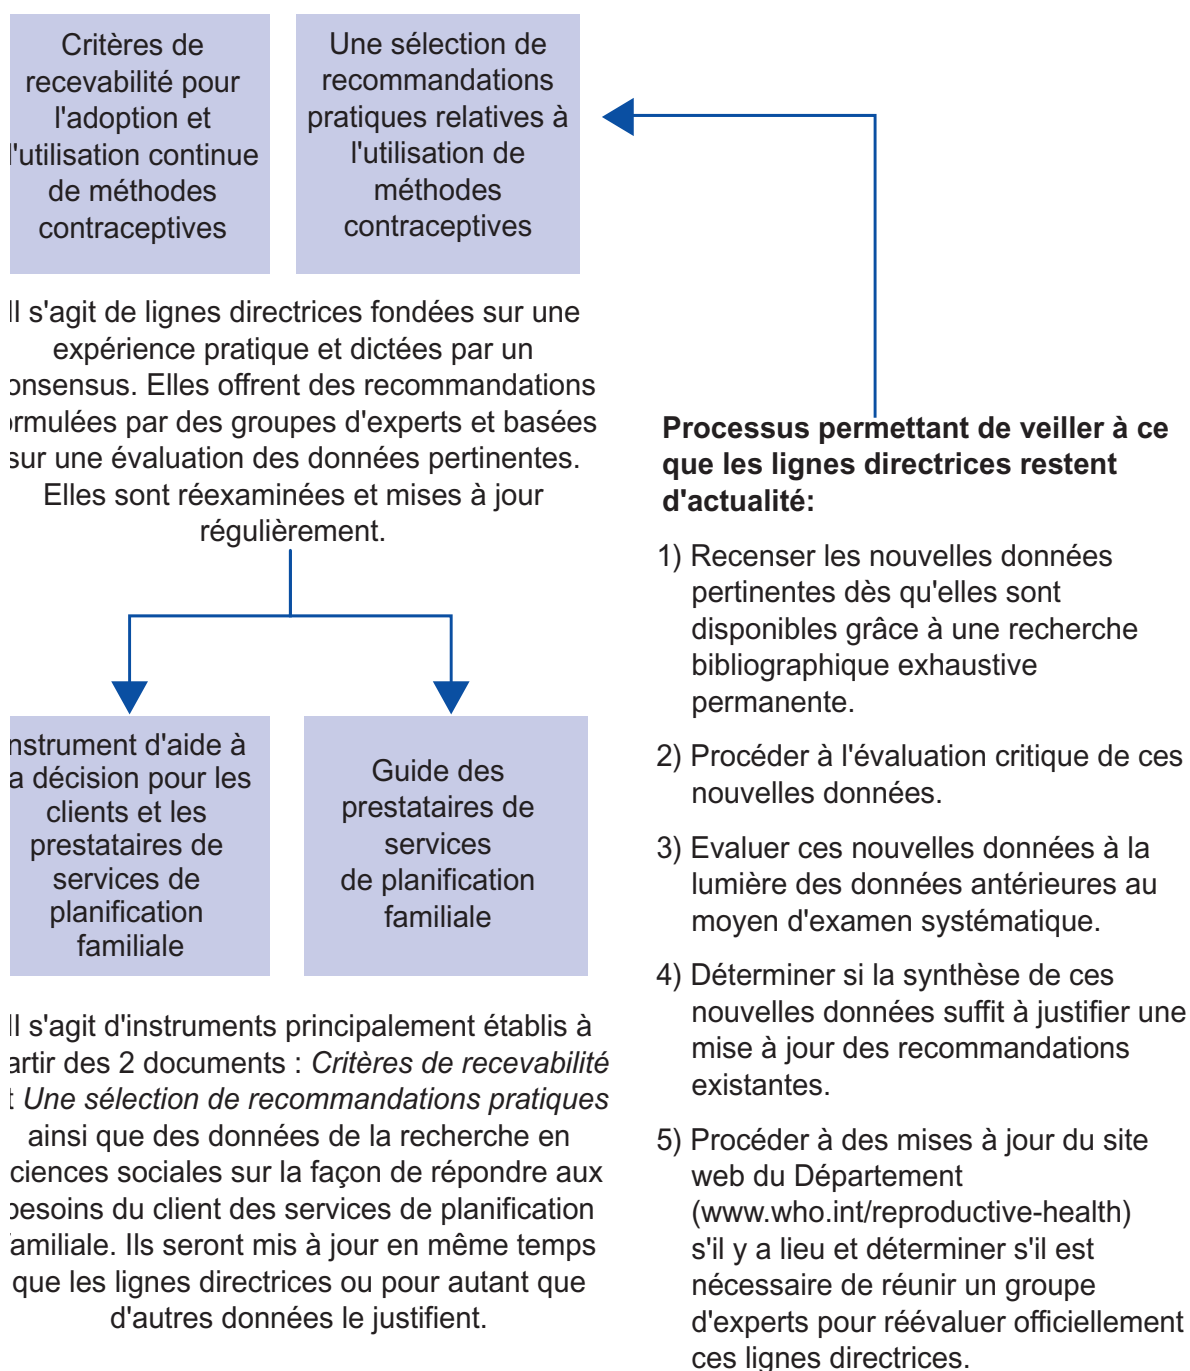 Critères de
recevabilité pour
l'adoption et
l'utilisation continue
de méthodes
contraceptives
Une sélection de
recommandations
pratiques relatives à
l'utilisation de
méthodes
contraceptives
Il s'agit de lignes directrices fondées sur une
expérience pratique et dictées par un
onsensus. Elles offrent des recommandations
ormulées par des groupes d'experts et basées
sur une évaluation des données pertinentes.
Elles sont réexaminées et mises à jour
régulièrement.
nstrument d'aide à
a décision pour les
clients et les
prestataires de
services de
planification
familiale
Guide des
prestataires de
services
de planification
familiale
Il s'agit d'instruments principalement établis à
artir des 2 documents : Critères de recevabilité
t Une sélection de recommandations pratiques
ainsi que des données de la recherche en
ciences sociales sur la façon de répondre aux
besoins du client des services de planification
familiale. Ils seront mis à jour en même temps
que les lignes directrices ou pour autant que
d'autres données le justifient.
Processus permettant de veiller à ce
que les lignes directrices restent
d'actualité:
1) Recenser les nouvelles données
pertinentes dès qu'elles sont
disponibles grâce à une recherche
bibliographique exhaustive
permanente.
2) Procéder à l'évaluation critique de ces
nouvelles données.
3) Evaluer ces nouvelles données à la
lumière des données antérieures au
moyen d'examen systématique.
4) Déterminer si la synthèse de ces
nouvelles données suffit à justifier une
mise à jour des recommandations
existantes.
5) Procéder à des mises à jour du site
web du Département
(www.who.int/reproductive-health)
s'il y a lieu et déterminer s'il est
nécessaire de réunir un groupe
d'experts pour réévaluer officiellement
ces lignes directrices.